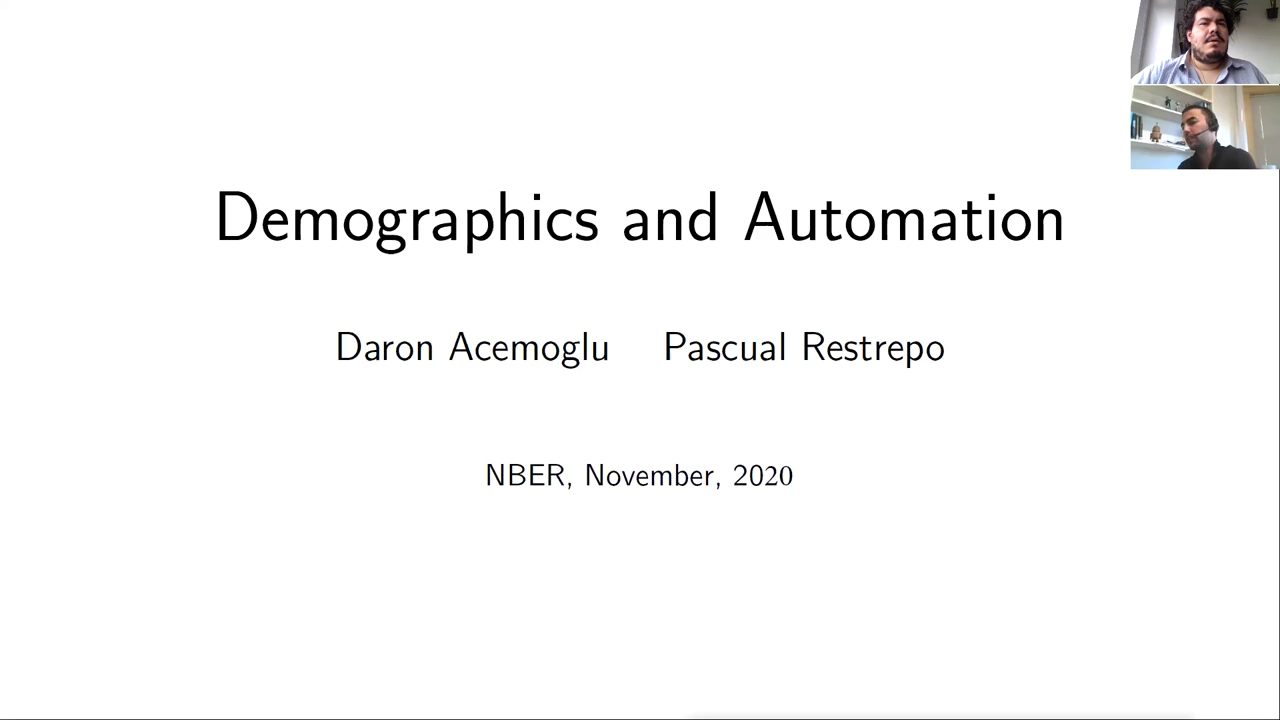 Demographics and Automation
Daron Acemoglu Pascual Restrepo
NBER, November, 2020